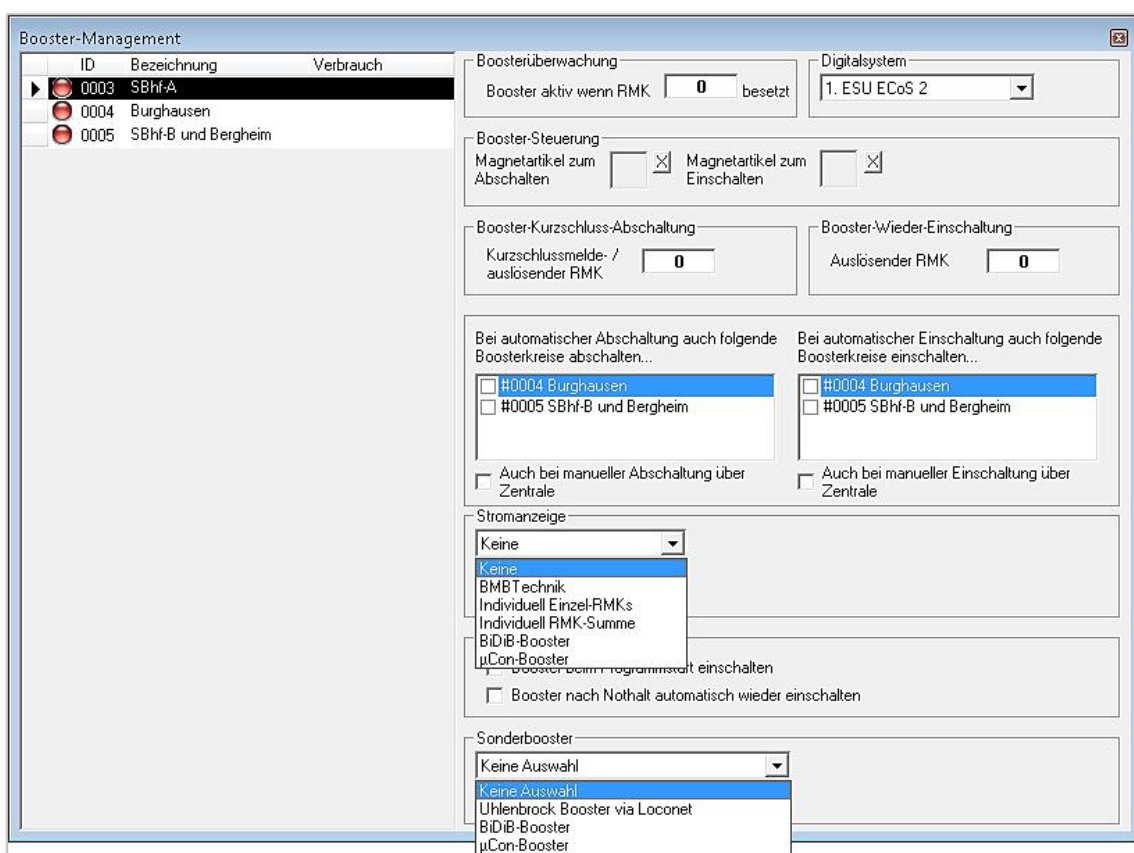 Booster-Management
ID Bezeichnung Verbrauch
0003 SBhf-A
0004 Burghausen
0005 SBhf-B und Bergheim
Boosterüberwachung
Booster aktiv wenn RMK 0 besetzt
Digitalsystem
1. ESU ECoS 2
Booster-Steuerung
Magnetartikel zum
Abschalten
X
Magnetartikel zum
Einschalten
X
Booster-Kurzschluss-Abschaltung
Kurzschlussmelde- /
auslösender RMK
0
Booster-Wieder-Einschaltung
Auslösender RMK 0
Bei automatischer Abschaltung auch folgende
Boosterkreise abschalten...
#0004 Burghausen
#0005 SBhf-B und Bergheim
Auch bei manueller Abschaltung über
Zentrale
Bei automatischer Einschaltung auch folgende
Boosterkreise einschalten...
#0004 Burghausen
#0005 SBhf-B und Bergheim
Auch bei manueller Einschaltung über
Zentrale
Stromanzeige
Keine
Keine
BMBTechnik
Individuell Einzel-RMKs
Individuell RMK-Summe
BiDiB-Booster
µCon-Booster
Booster beim Programmstart einschalten
Booster nach Nothalt automatisch wieder einschalten
Sonderbooster
Keine Auswahl
Keine Auswahl
Uhlenbrock Booster via Loconet
BiDiB-Booster
µCon-Booster